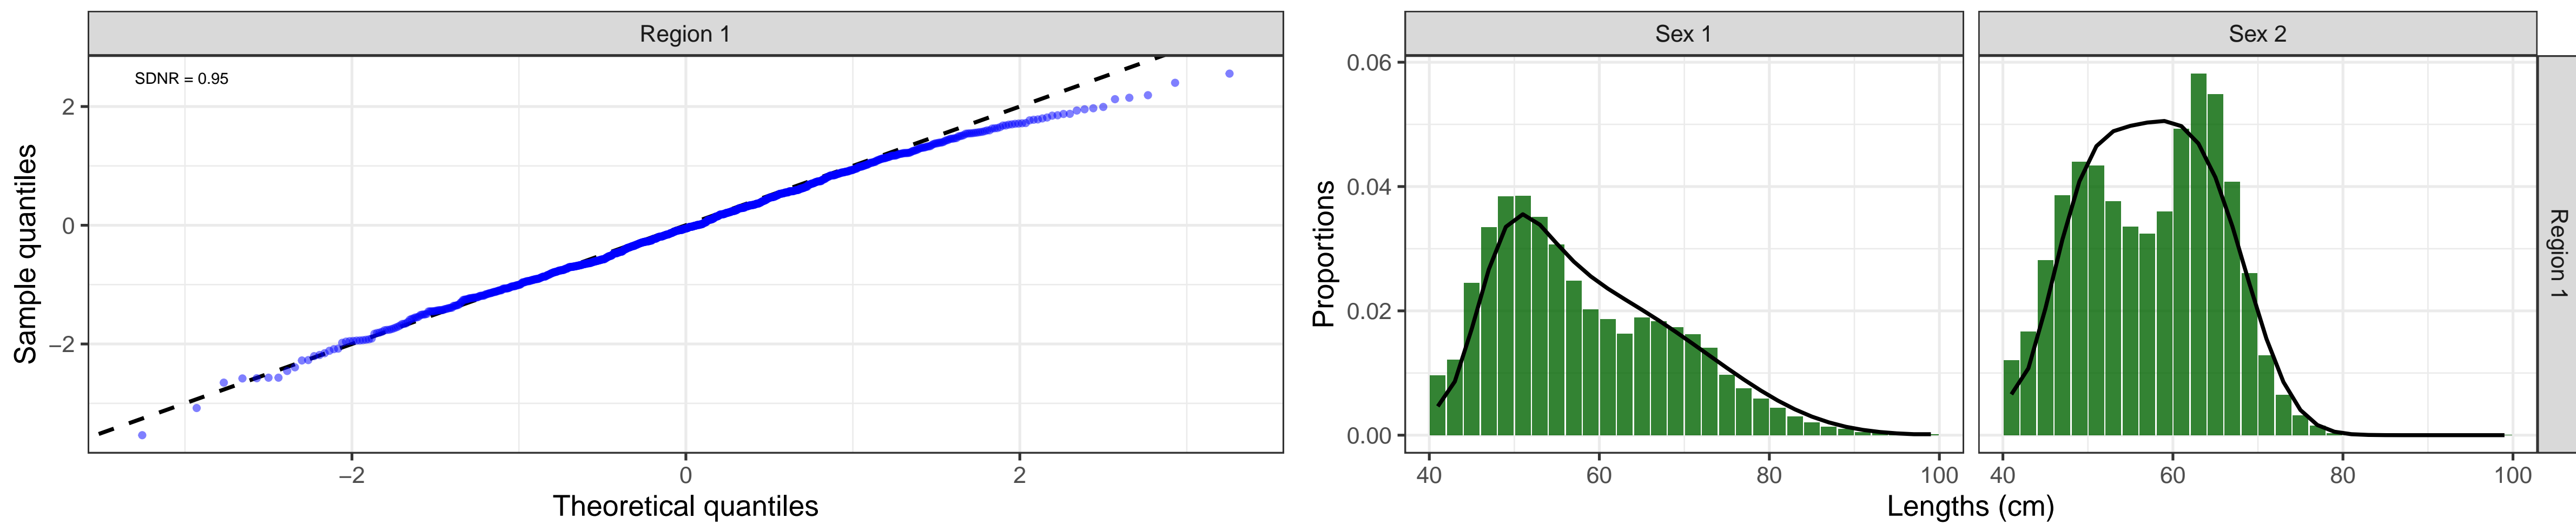 Region 1
SDNR = 0.95
2
0
−2
−2 0 2
Sample quantiles
Theoretical quantiles
Sex 1 Sex 2
0.06
0.04
0.02
0.00
Proportions
40 60 80 100 40 60 80 100
Lengths (cm)
Region 1